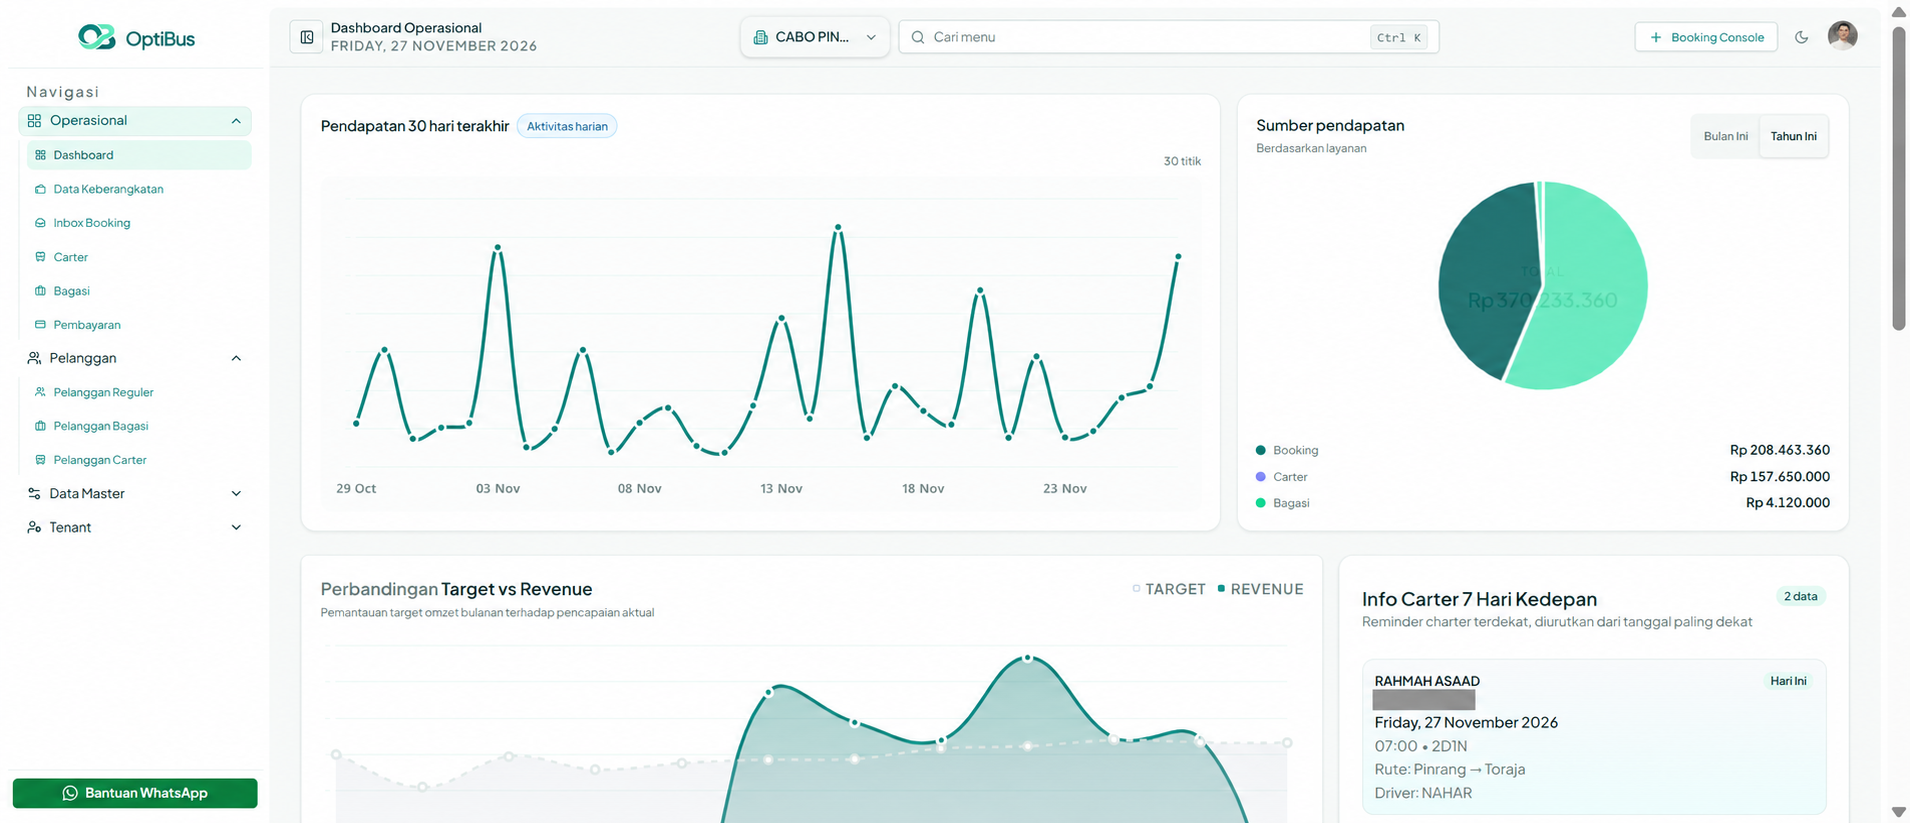 OptiBus
Navigasi
Operasional
Dashboard
Data Keberangkatan
Inbox Booking
Carter
Bagasi
Pembayaran
Pelanggan
Pelanggan Reguler
Pelanggan Bagasi
Pelanggan Carter
Data Master
Tenant
Bantuan WhatsApp
Dashboard Operasional
FRIDAY, 27 NOVEMBER 2026
CABO PIN...
Cari menu
Ctrl K
+ Booking Console
Pendapatan 30 hari terakhir
Aktivitas harian
30 titik
29 Oct
03 Nov
08 Nov
13 Nov
18 Nov
23 Nov
Sumber pendapatan
Berdasarkan layanan
Bulan Ini
Tahun Ini
TOTAL
Rp 370.233.360
Booking Rp 208.463.360
Carter Rp 157.650.000
Bagasi Rp 4.120.000
Perbandingan Target vs Revenue
Pemantauan target omzet bulanan terhadap pencapaian aktual
TARGET
REVENUE
Info Carter 7 Hari Kedepan
2 data
Reminder charter terdekat, diurutkan dari tanggal paling dekat
RAHMAH ASAAD
Hari Ini
Friday, 27 November 2026
07:00 • 2D1N
Rute: Pinrang → Toraja
Driver: NAHAR